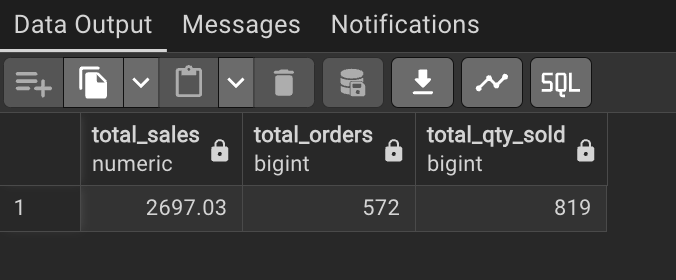 Data Output Messages Notifications
SQL
total_sales total_orders total_qty_sold
numeric bigint bigint
1 2697.03 572 819